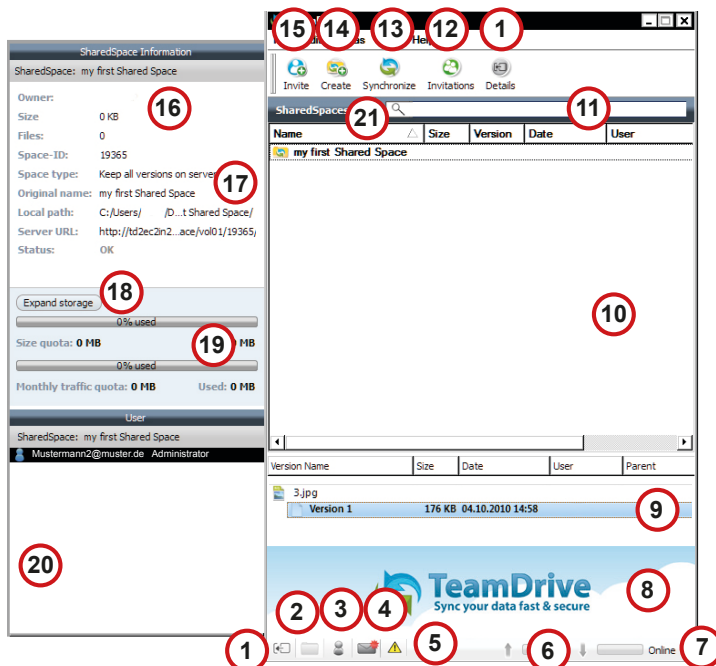 SharedSpace Information
SharedSpace: my first Shared Space
Owner:
16
Size 0 KB
Files: 0
Space-ID: 19365
Space type: Keep all versions on server
17
Original name: my first Shared Space
Local path: C:/Users/ /D...t Shared Space/
Server URL: http://td2ec2in2...ace/vol01/19365/
Status: OK
18
Expand storage
0% used
Size quota: 0 MB
19
MB
0% used
Monthly traffic quota: 0 MB Used: 0 MB
User
SharedSpace: my first Shared Space
Mustermann2@muster.de Administrator
20
1
15 14 13 12 1
Invite Create Synchronize Invitations Details
SharedSpaces
21
11
Name Size Version Date User
my first Shared Space
10
Version Name Size Date User Parent
3.jpg
Version 1 176 KB 04.10.2010 14:58
9
TeamDrive
Sync your data fast & secure
8
2 3 4
5 6 Online 7